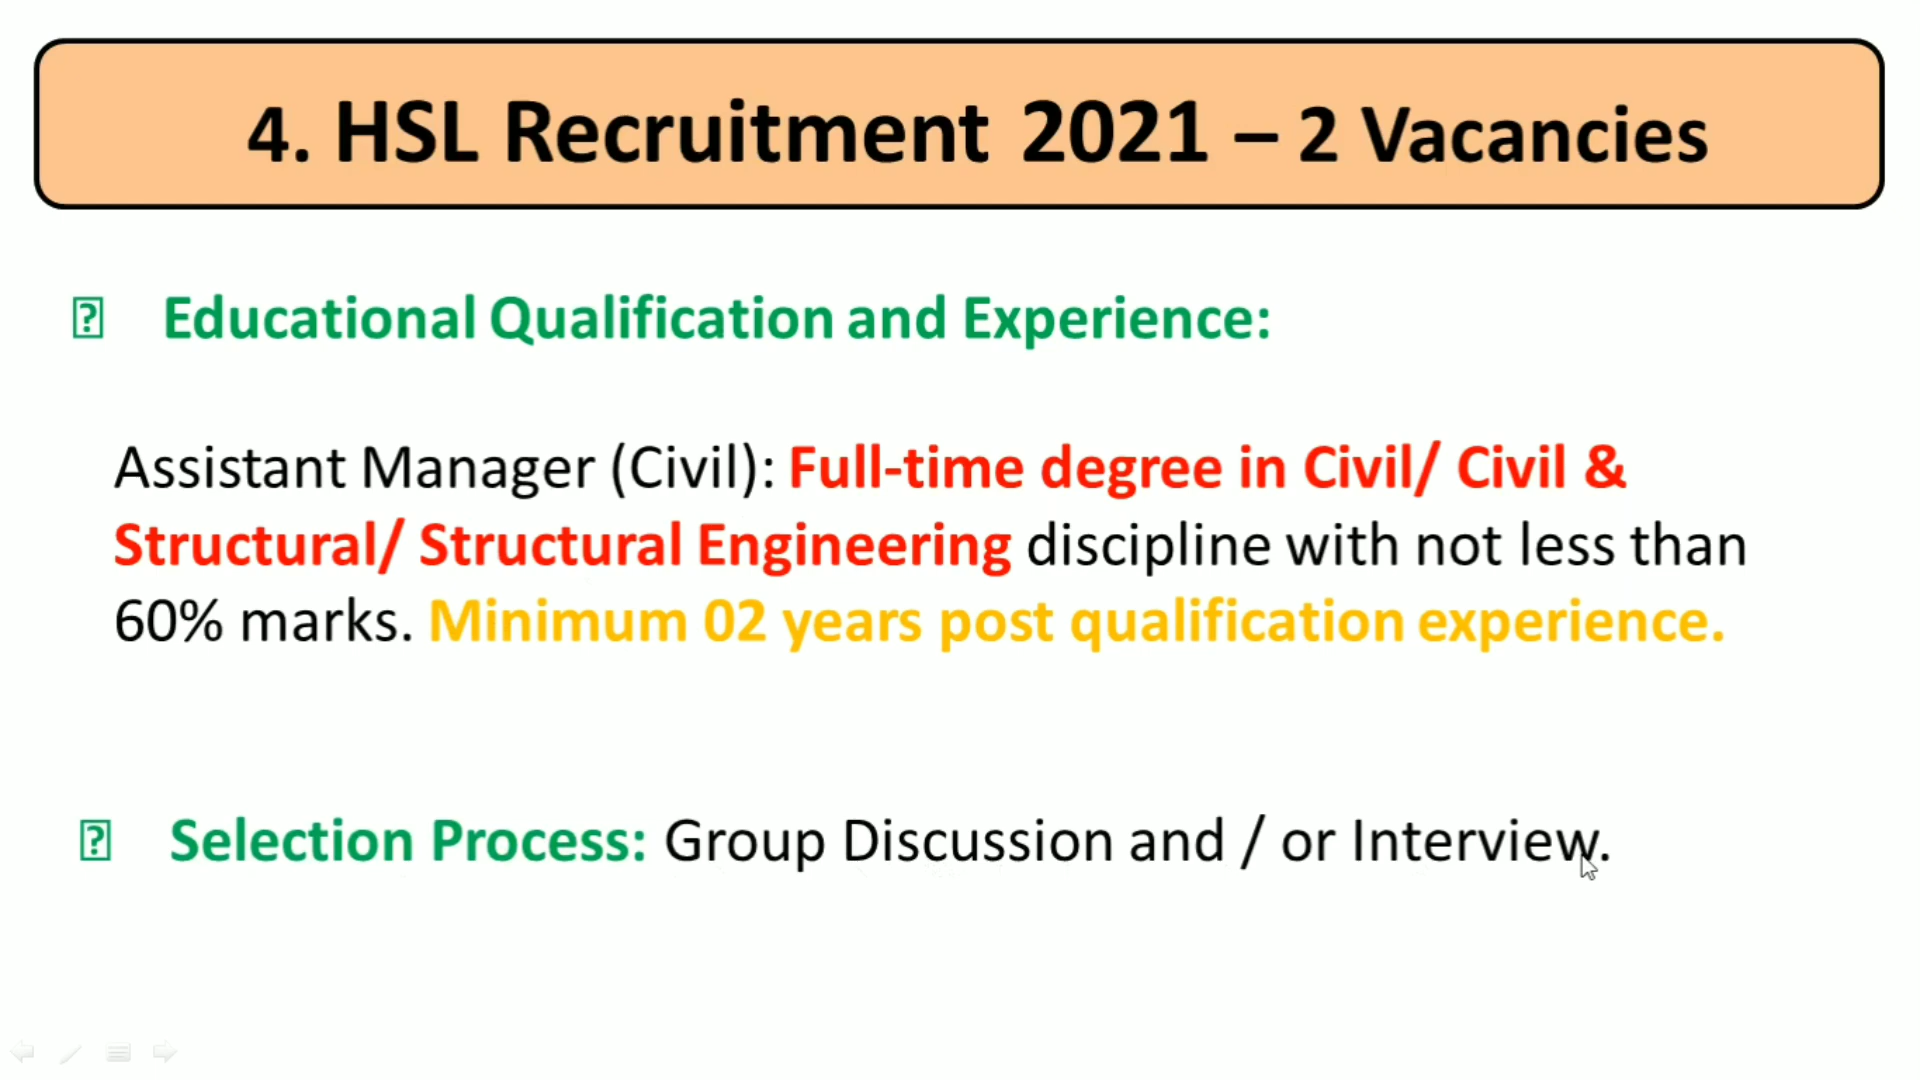 4. HSL Recruitment 2021 – 2 Vacancies
Educational Qualification and Experience:
Assistant Manager (Civil): Full-time degree in Civil/ Civil &
Structural/ Structural Engineering discipline with not less than
60% marks. Minimum 02 years post qualification experience.
Selection Process: Group Discussion and / or Interview.